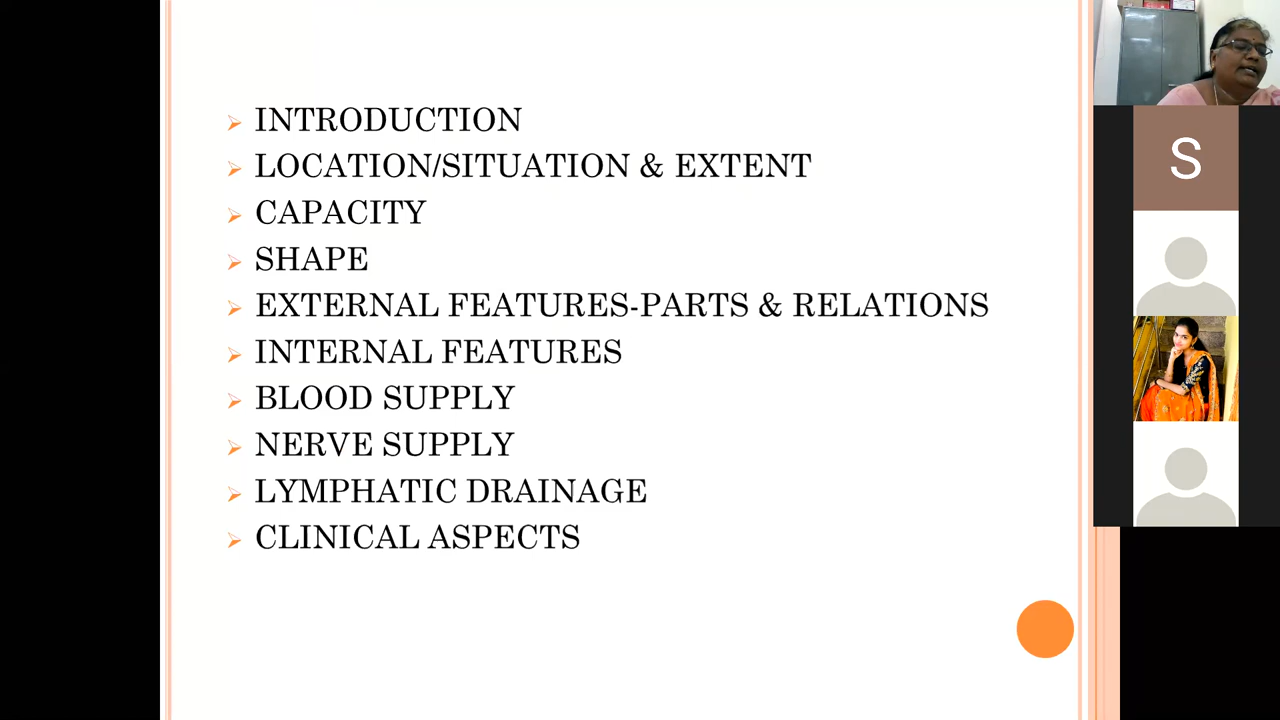 INTRODUCTION
LOCATION/SITUATION & EXTENT
CAPACITY
SHAPE
EXTERNAL FEATURES-PARTS & RELATIONS
INTERNAL FEATURES
BLOOD SUPPLY
NERVE SUPPLY
LYMPHATIC DRAINAGE
CLINICAL ASPECTS
S